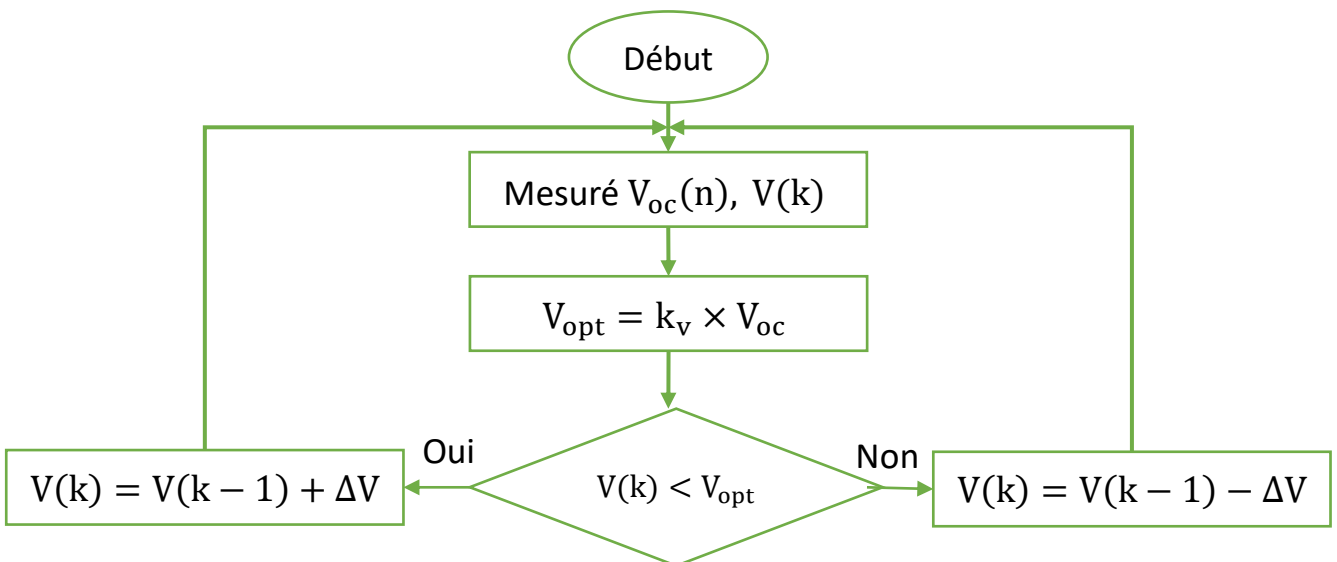 Début
Mesuré V_oc(n), V(k)
V_opt = k_v × V_oc
Oui
Non
V(k) = V(k − 1) + ΔV
V(k) < V_opt
V(k) = V(k − 1) − ΔV